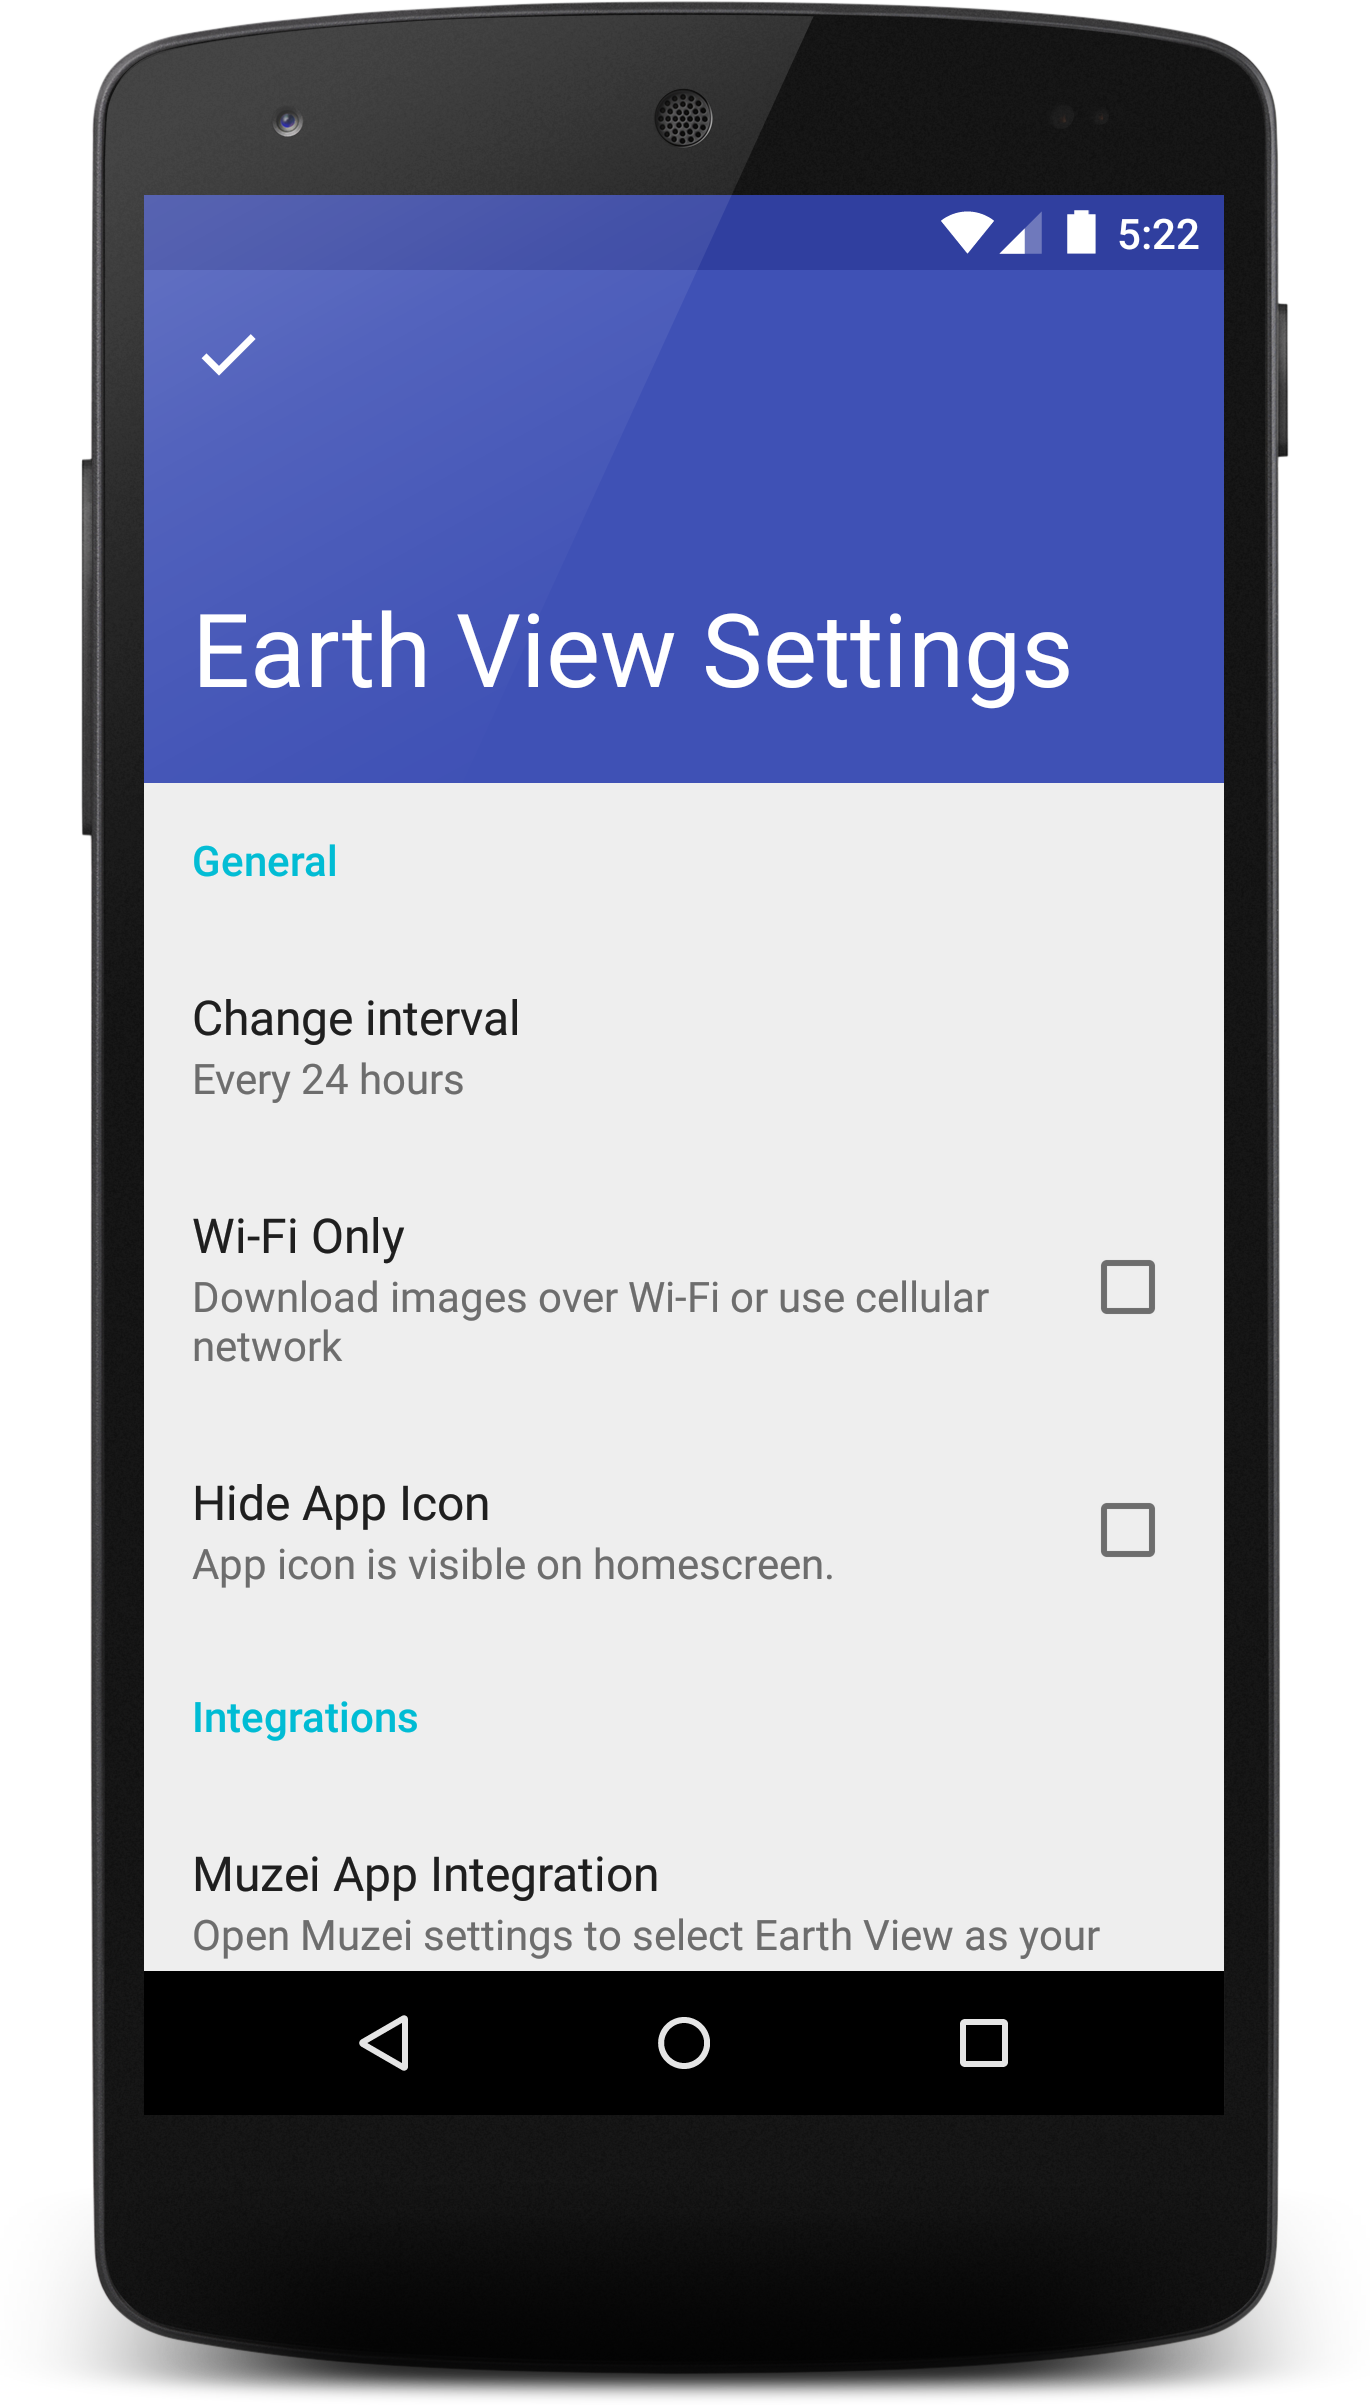 5:22
Earth View Settings
General
Change interval
Every 24 hours
Wi-Fi Only
Download images over Wi-Fi or use cellular
network
Hide App Icon
App icon is visible on homescreen.
Integrations
Muzei App Integration
Open Muzei settings to select Earth View as your